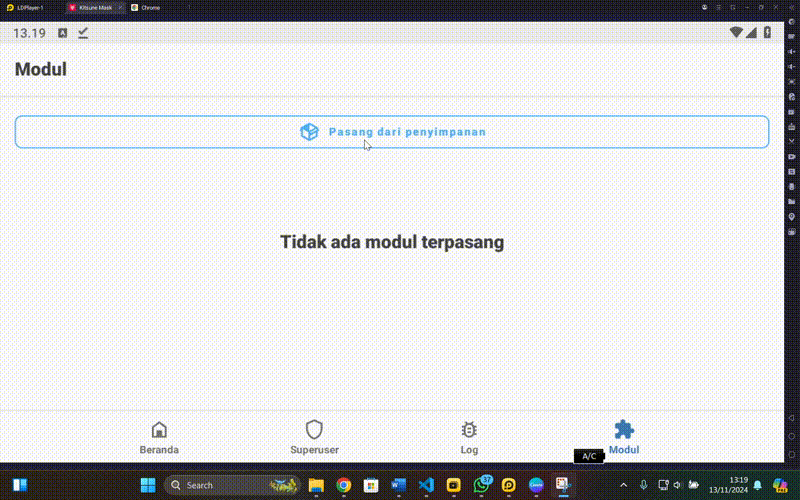 LDPlayer-1
Kitsune Mask
Chrome
13.19
A
Modul
Pasang dari penyimpanan
Tidak ada modul terpasang
Beranda
Superuser
Log
Modul
A/C
Search
13:19
13/11/2024